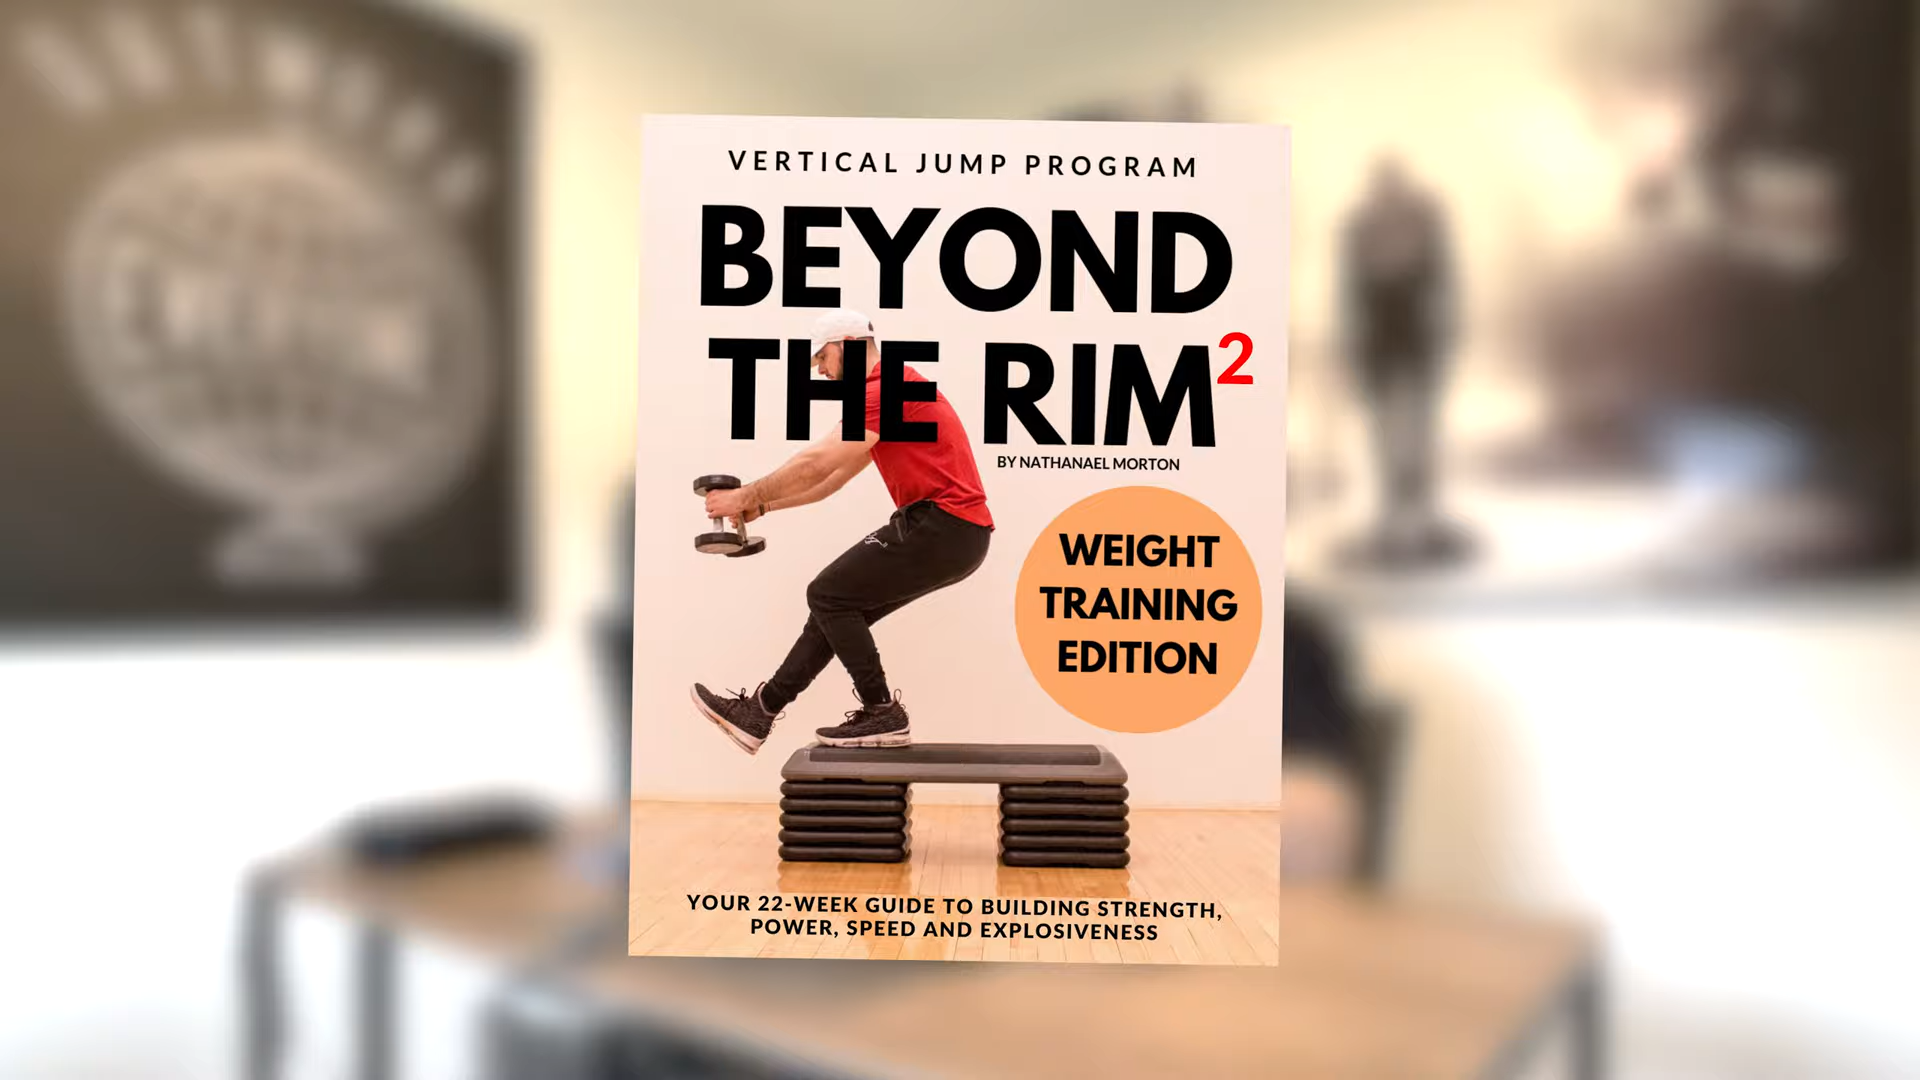 VERTICAL JUMP PROGRAM
BEYOND
THE RIM²
BY NATHANAEL MORTON
WEIGHT
TRAINING
EDITION
YOUR 22-WEEK GUIDE TO BUILDING STRENGTH,
POWER, SPEED AND EXPLOSIVENESS